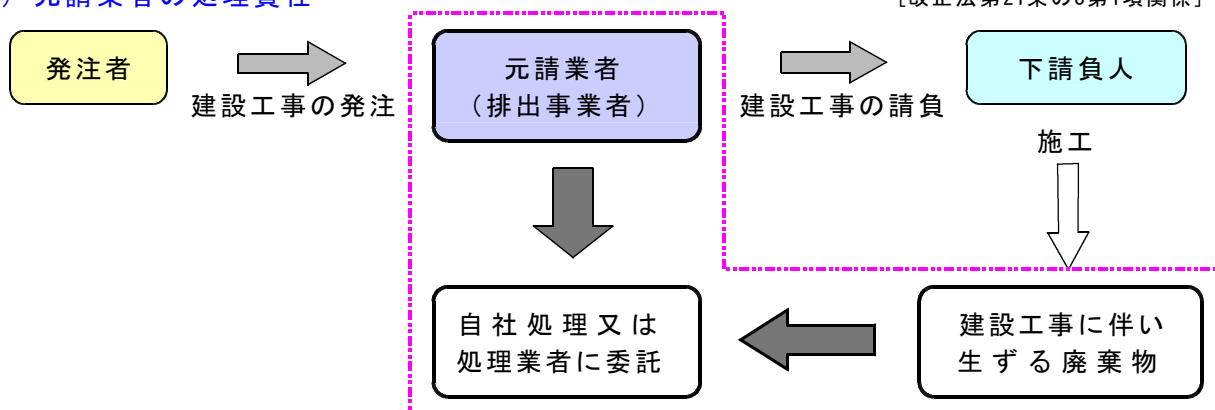 ）元請業者の処理責任
[改正法第21条の3第1項関係]
発注者
建設工事の発注
元請業者
（排出事業者）
建設工事の請負
下請負人
施工
自社処理又は
処理業者に委託
建設工事に伴い
生ずる廃棄物